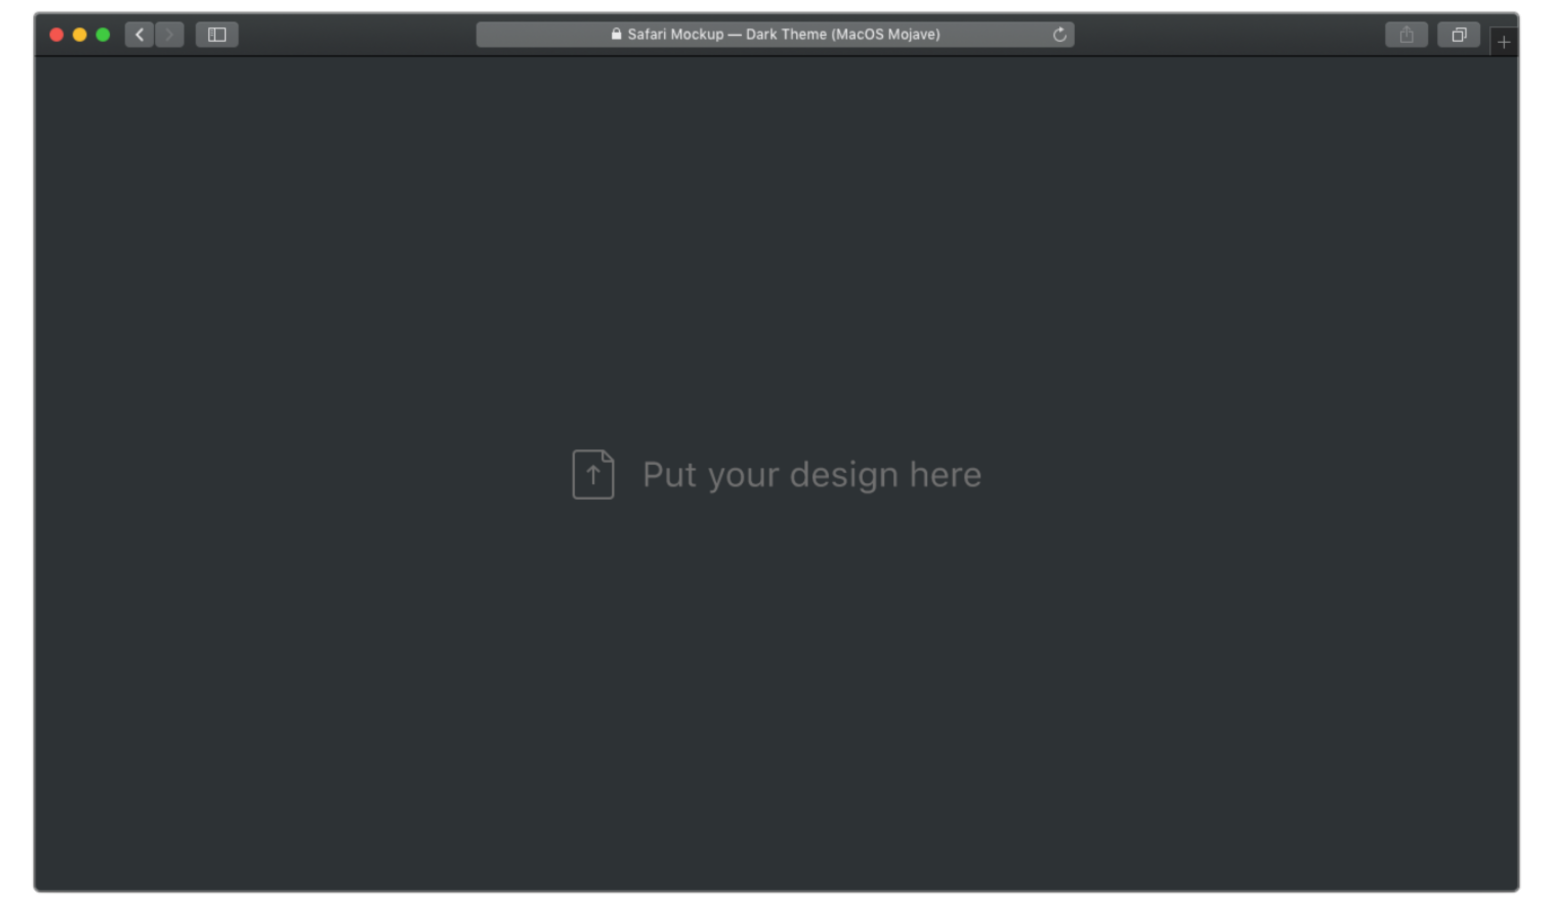 Safari Mockup — Dark Theme (MacOS Mojave)
Put your design here